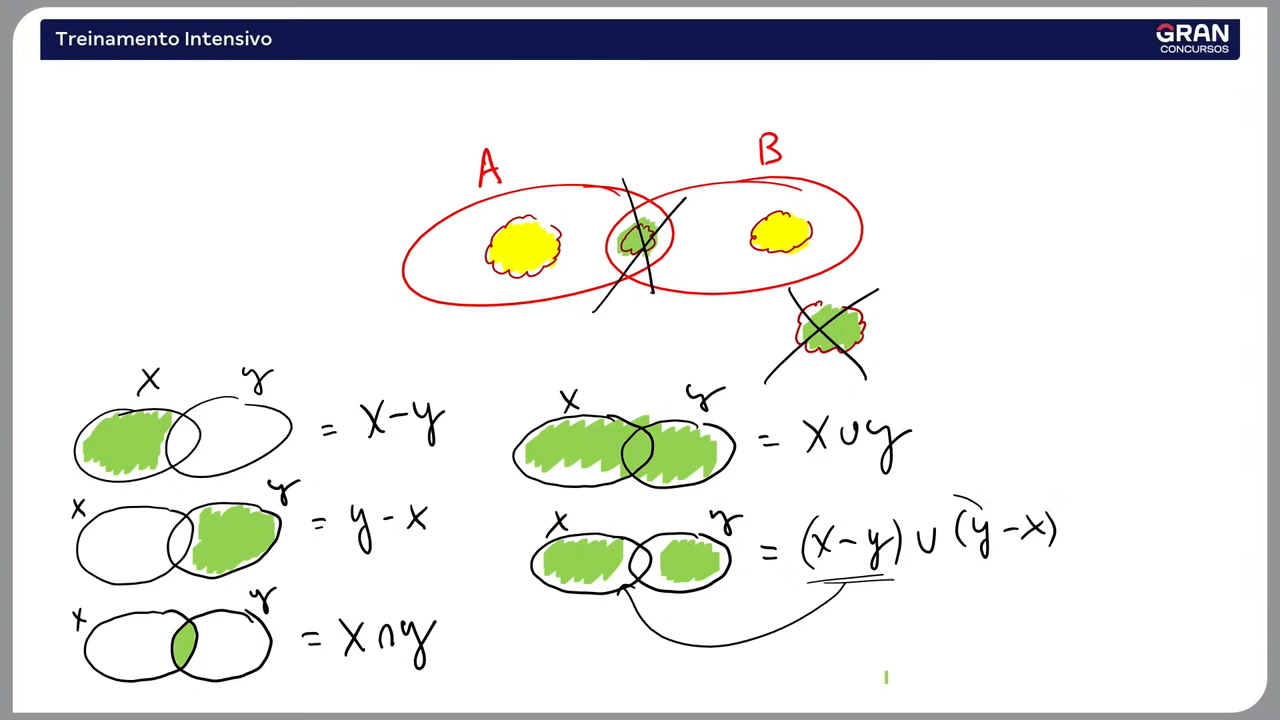 Treinamento Intensivo
GRAN
CONCURSOS
A
B
x
y
= x-y
x
y
= y-x
x
y
= x∩y
x
y
= x∪y
x
y
= (x-y)∪(y-x)